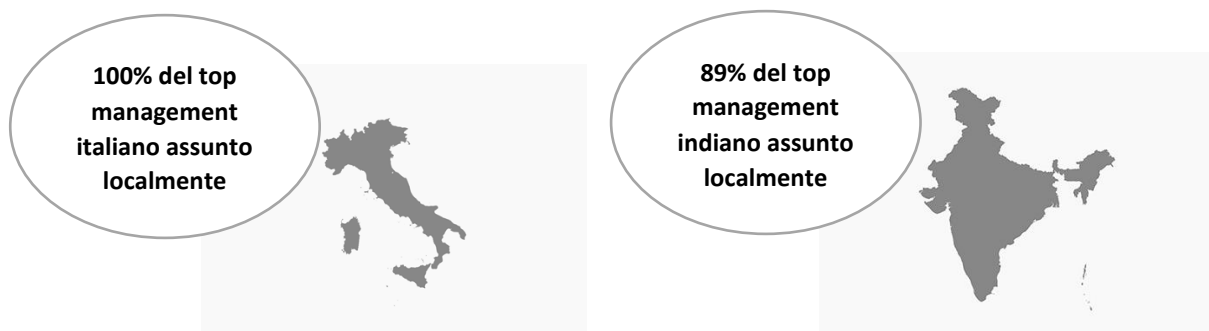 100% del top
management
italiano assunto
localmente
89% del top
management
indiano assunto
localmente